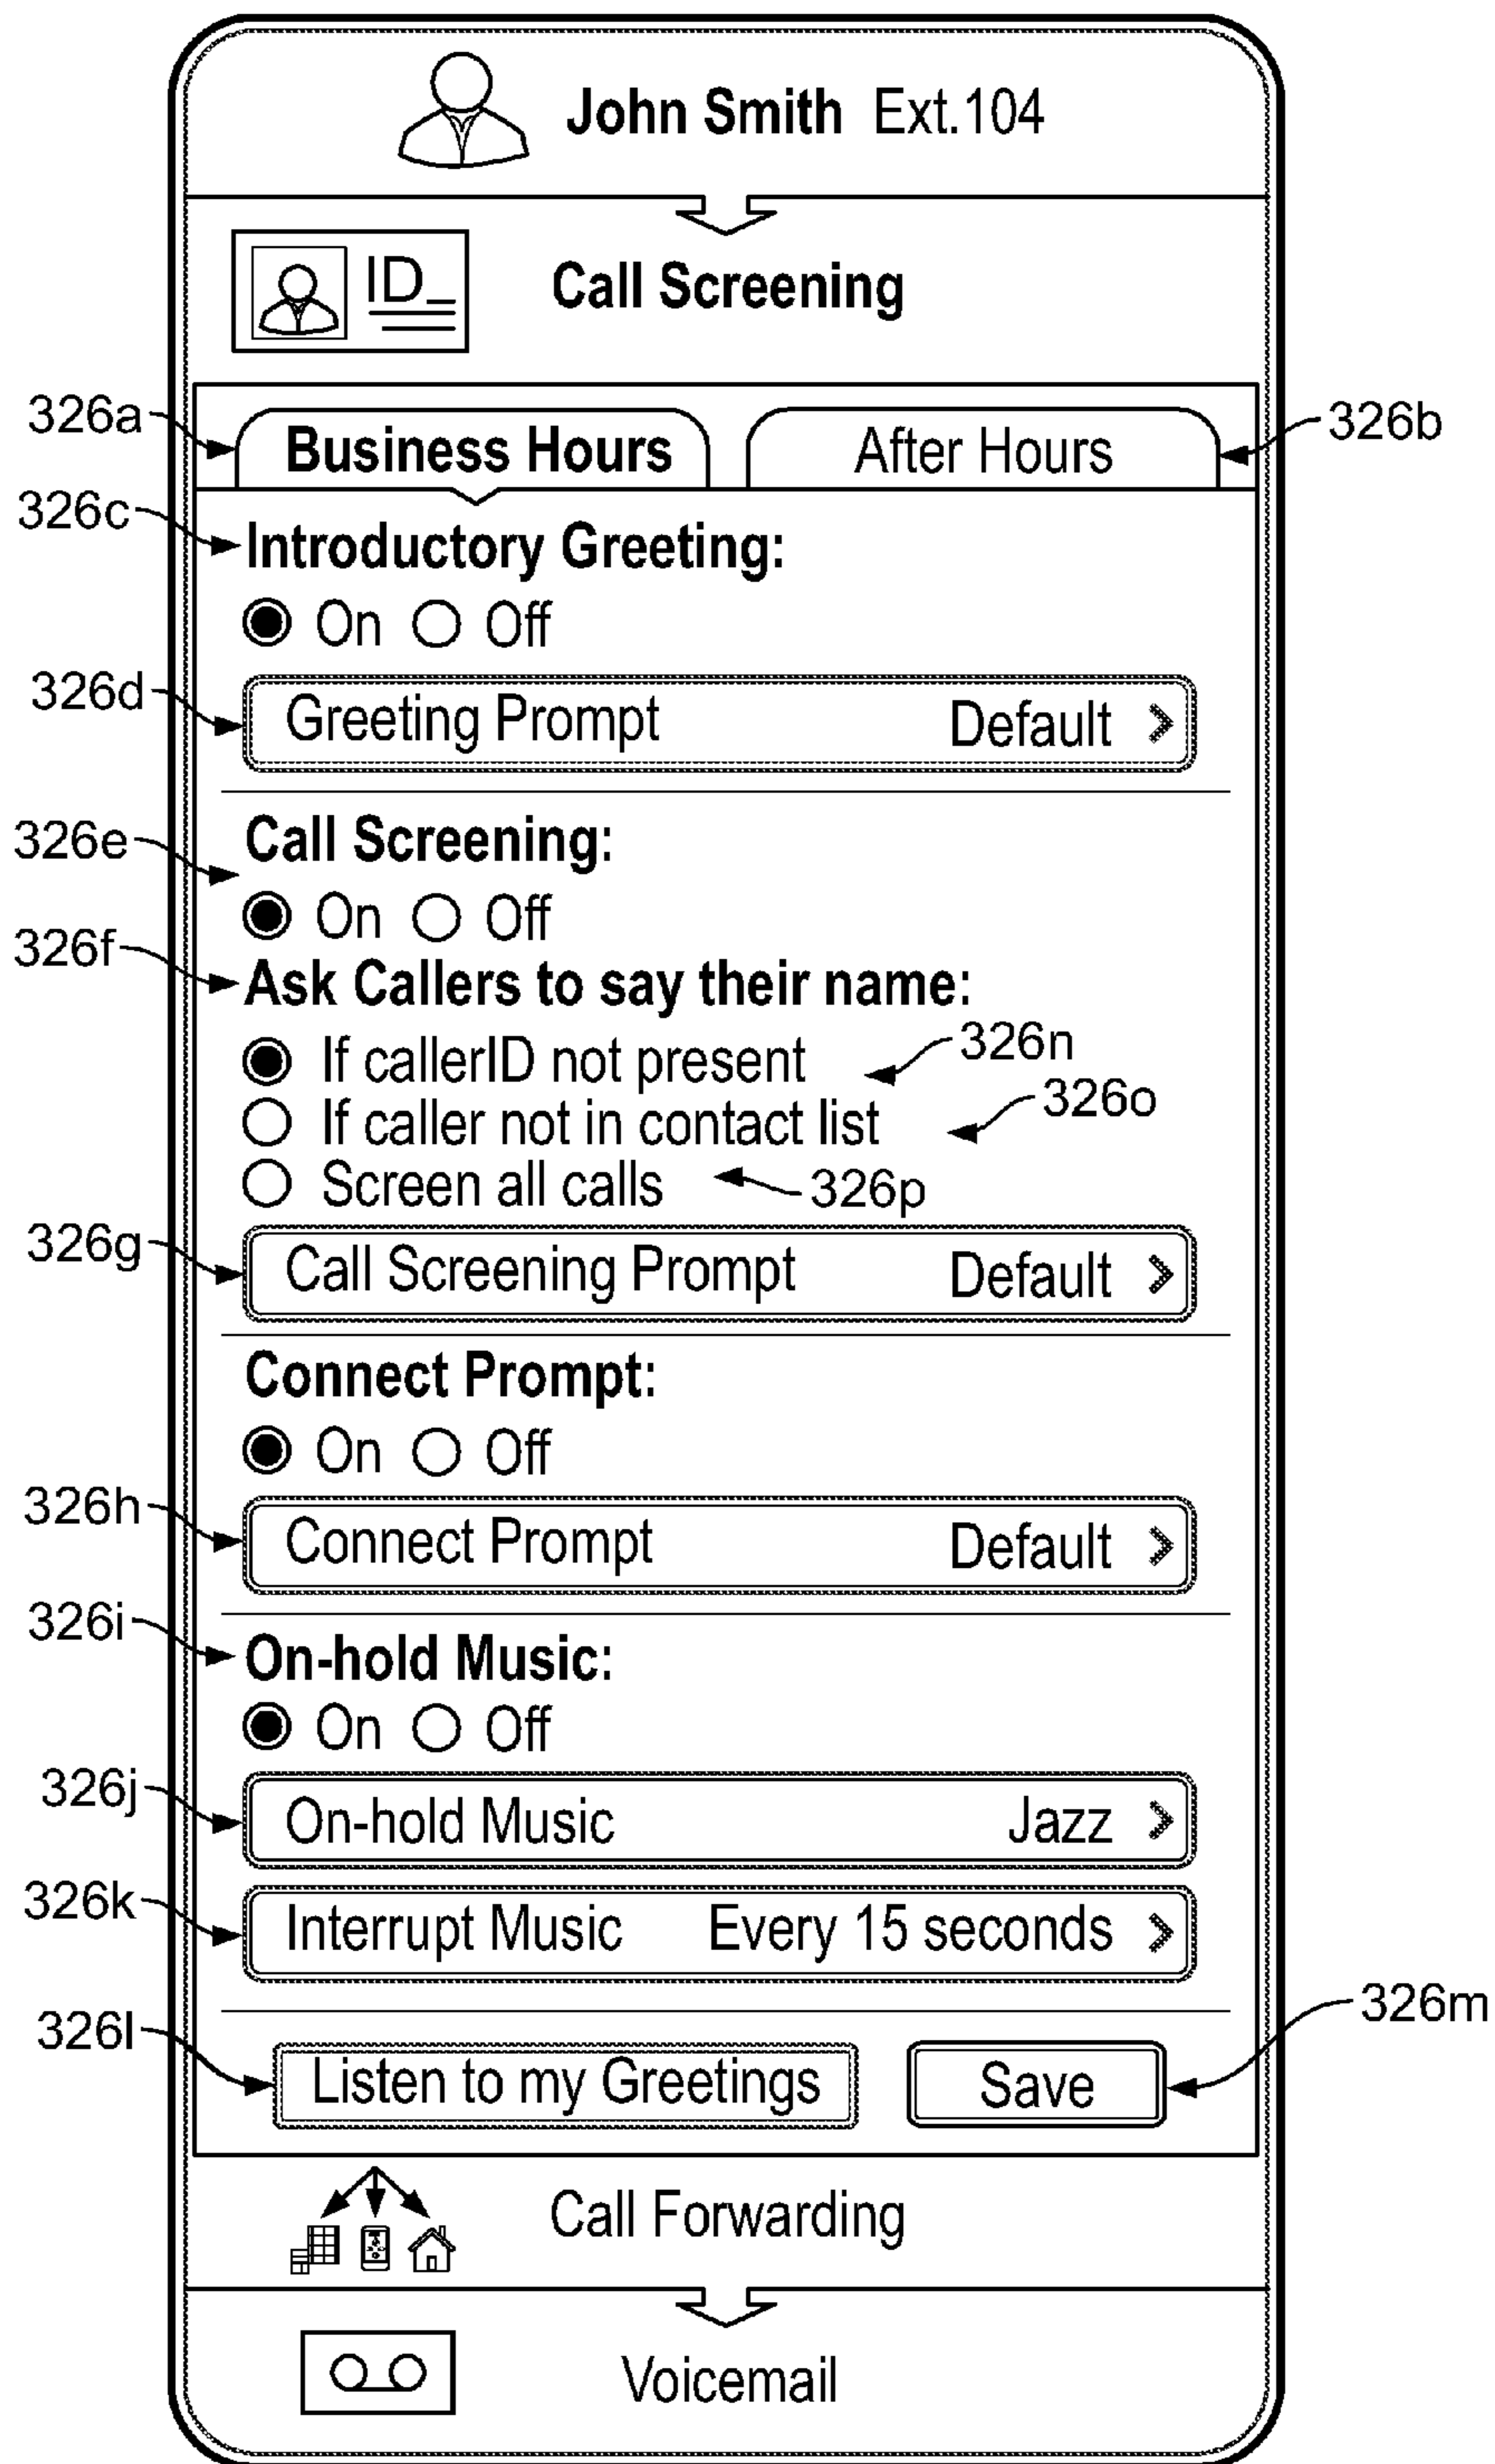 John Smith Ext.104
ID
Call Screening
326a
Business Hours
After Hours
326b
326c
Introductory Greeting:
On Off
326d
Greeting Prompt Default >
326e
Call Screening:
On Off
326f
Ask Callers to say their name:
If callerID not present
326n
If caller not in contact list
326o
Screen all calls
326p
326g
Call Screening Prompt Default >
Connect Prompt:
On Off
326h
Connect Prompt Default >
326i
On-hold Music:
On Off
326j
On-hold Music Jazz >
326k
Interrupt Music Every 15 seconds >
326l
Listen to my Greetings
Save
326m
Call Forwarding
Voicemail